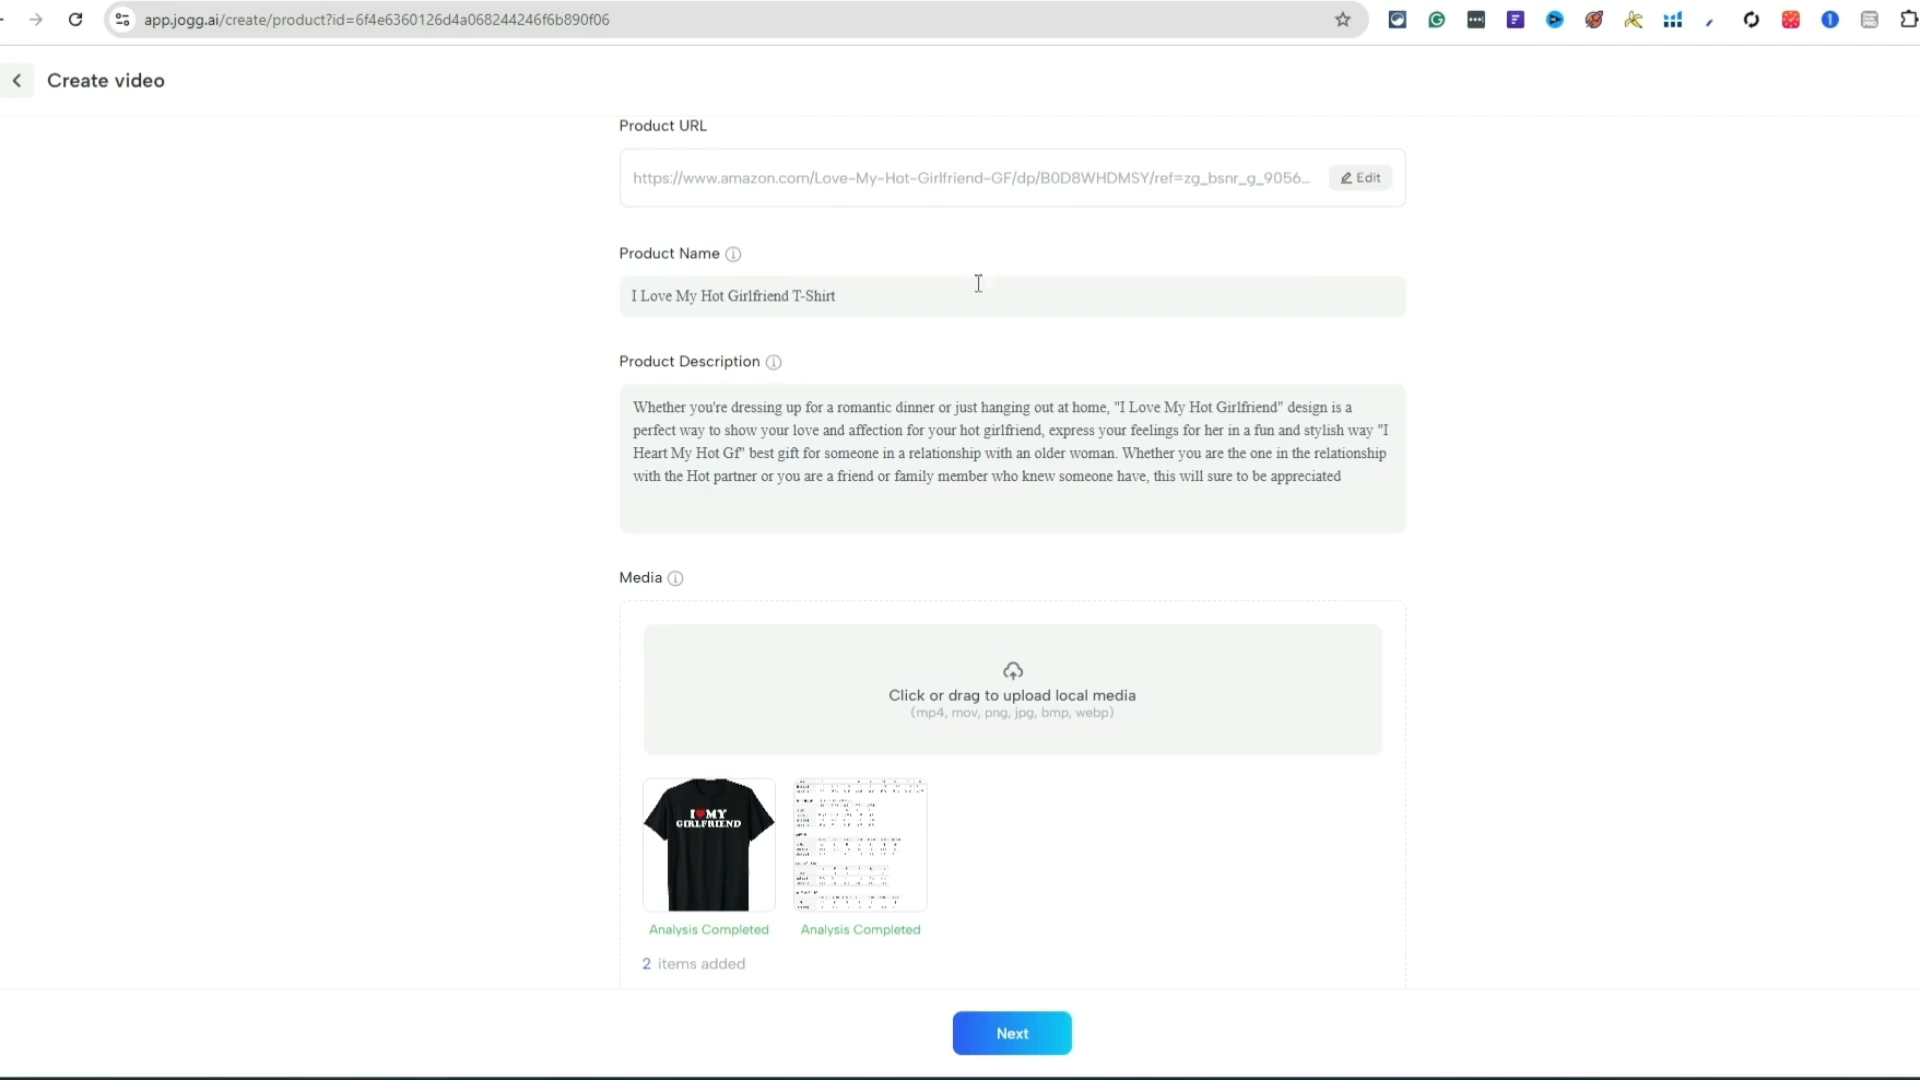 app.jogg.ai/create/product?id=6f4e6360126d4a068244246f6b890f06
Create video
Product URL
https://www.amazon.com/Love-My-Hot-Girlfriend-GF/dp/B0D8WHDMSY/ref=zg_bsnr_g_9056...
Edit
Product Name
I Love My Hot Girlfriend T-Shirt
Product Description
Whether you're dressing up for a romantic dinner or just hanging out at home, "I Love My Hot Girlfriend" design is a
perfect way to show your love and affection for your hot girlfriend, express your feelings for her in a fun and stylish way "I
Heart My Hot Gf" best gift for someone in a relationship with an older woman. Whether you are the one in the relationship
with the Hot partner or you are a friend or family member who knew someone have, this will sure to be appreciated
Media
Click or drag to upload local media
(mp4, mov, png, jpg, bmp, webp)
I ♥ MY
GIRLFRIEND
Analysis Completed
Analysis Completed
2 items added
Next